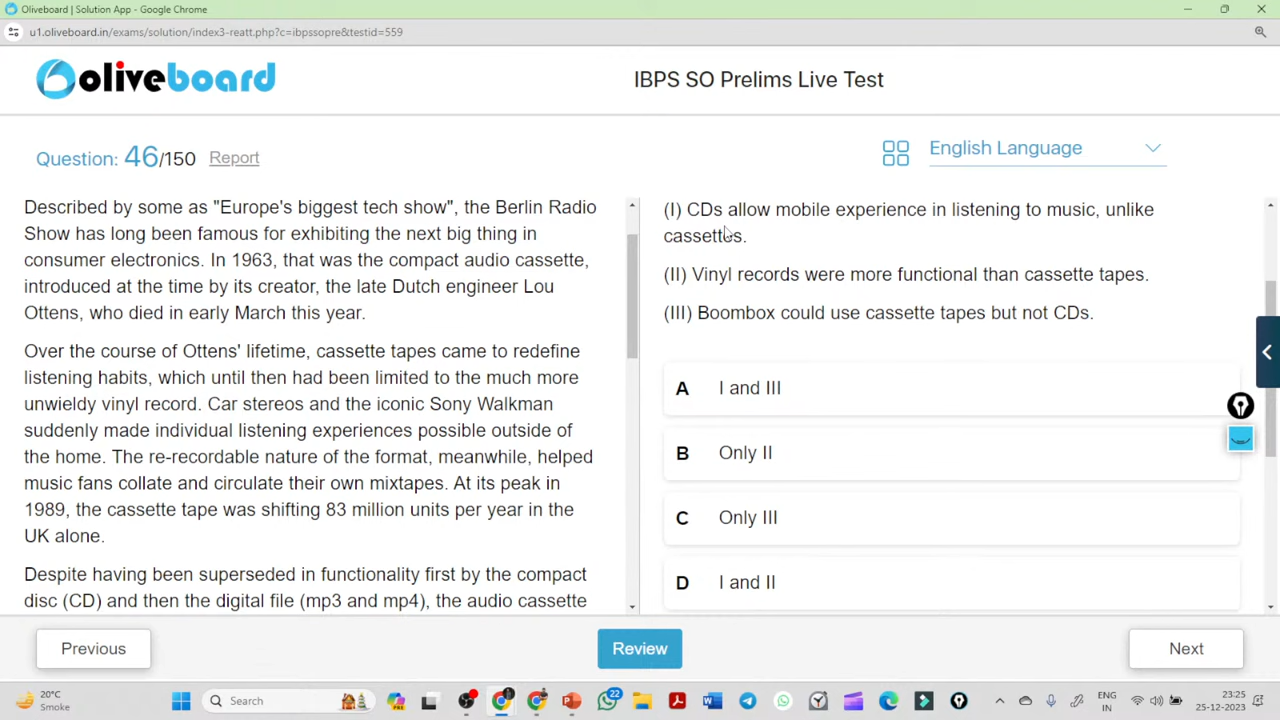 Oliveboard | Solution App - Google Chrome
u1.oliveboard.in/exams/solution/index3-reatt.php?c=ibpssopre&testid=559
oliveboard
IBPS SO Prelims Live Test
Question: 46/150 Report
English Language
Described by some as "Europe's biggest tech show", the Berlin Radio
Show has long been famous for exhibiting the next big thing in
consumer electronics. In 1963, that was the compact audio cassette,
introduced at the time by its creator, the late Dutch engineer Lou
Ottens, who died in early March this year.
Over the course of Ottens' lifetime, cassette tapes came to redefine
listening habits, which until then had been limited to the much more
unwieldy vinyl record. Car stereos and the iconic Sony Walkman
suddenly made individual listening experiences possible outside of
the home. The re-recordable nature of the format, meanwhile, helped
music fans collate and circulate their own mixtapes. At its peak in
1989, the cassette tape was shifting 83 million units per year in the
UK alone.
Despite having been superseded in functionality first by the compact
disc (CD) and then the digital file (mp3 and mp4), the audio cassette
(I) CDs allow mobile experience in listening to music, unlike
cassettes.
(II) Vinyl records were more functional than cassette tapes.
(III) Boombox could use cassette tapes but not CDs.
A I and III
B Only II
C Only III
D I and II
Previous
Review
Next
20°C
Smoke
Search
22
ENG
IN
23:25
25-12-2023